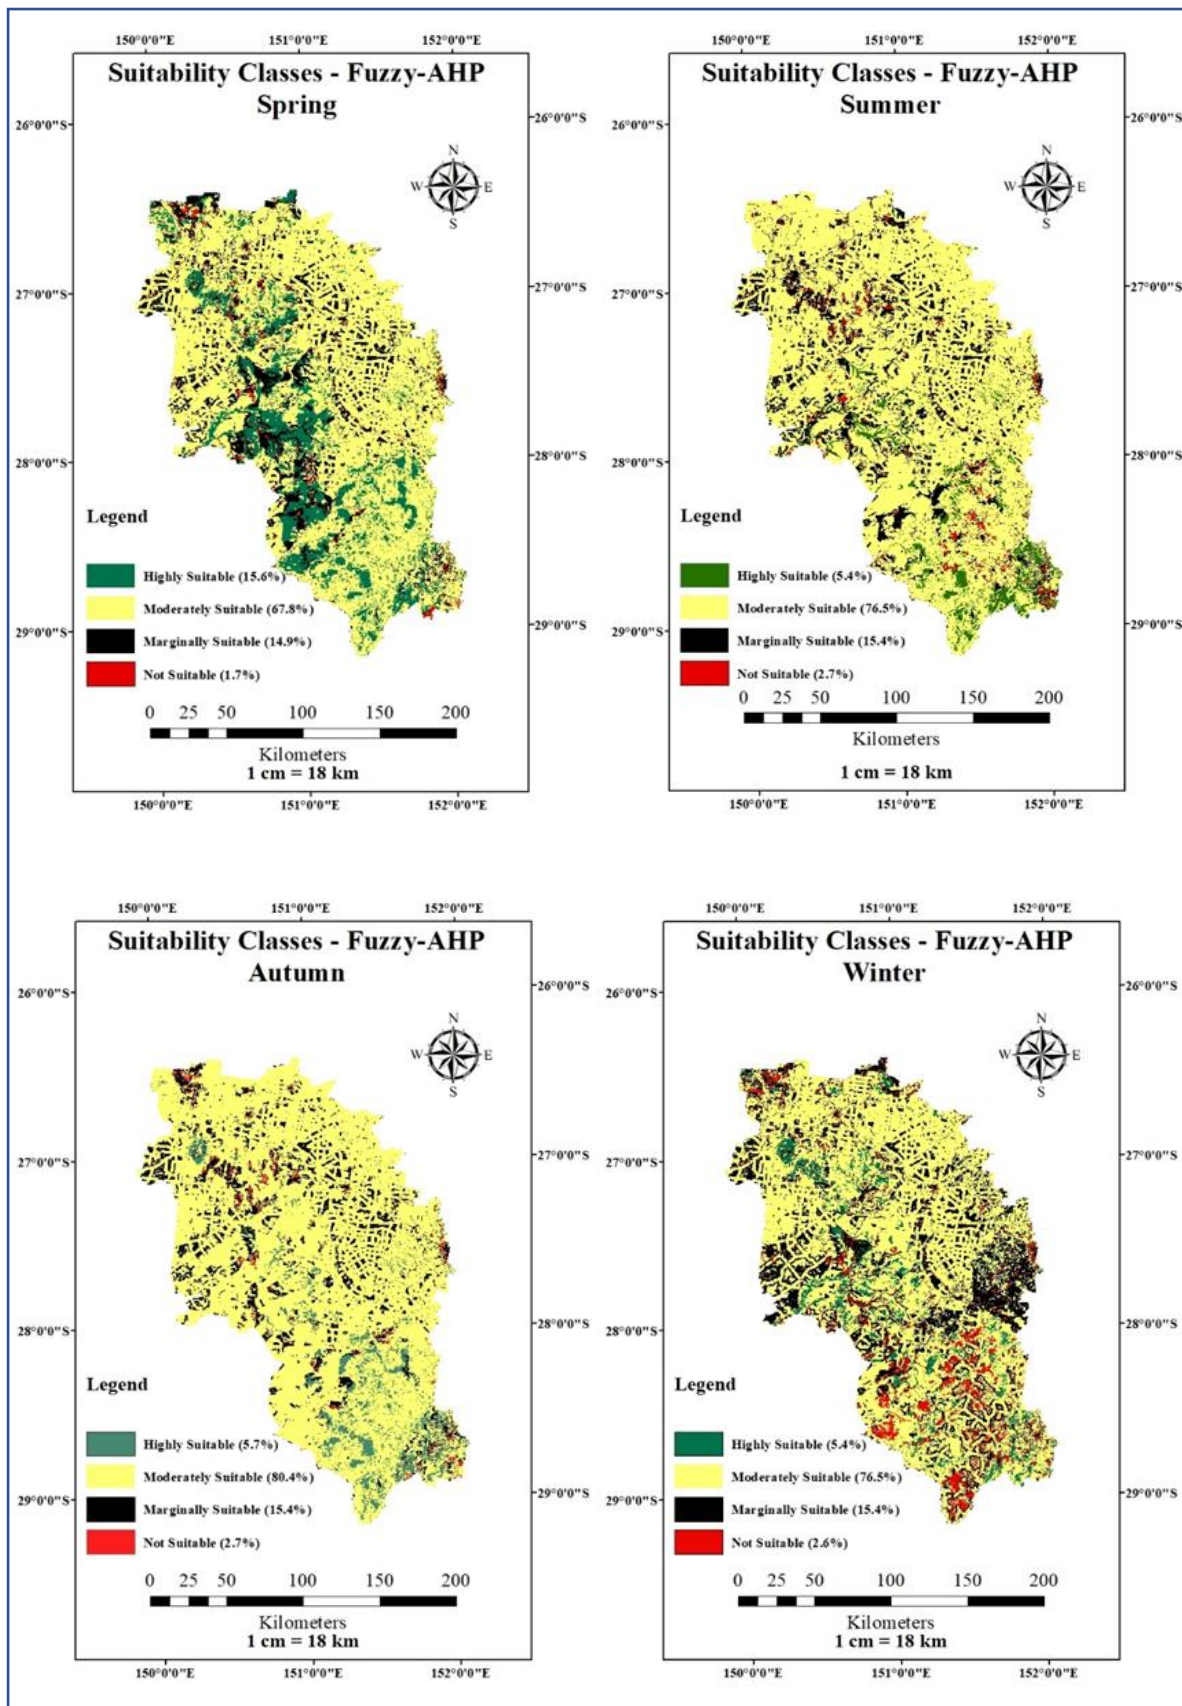 150°0'0"E 151°0'0"E 152°0'0"E
Suitability Classes - Fuzzy-AHP
Spring
26°0'0"S
26°0'0"S
N
W E
S
27°0'0"S
27°0'0"S
28°0'0"S
28°0'0"S
Legend
Highly Suitable (15.6%)
Moderately Suitable (67.8%)
Marginally Suitable (14.9%)
Not Suitable (1.7%)
29°0'0"S
29°0'0"S
0 25 50 100 150 200
Kilometers
1 cm = 18 km
150°0'0"E 151°0'0"E 152°0'0"E
150°0'0"E 151°0'0"E 152°0'0"E
Suitability Classes - Fuzzy-AHP
Summer
26°0'0"S
26°0'0"S
N
W E
S
27°0'0"S
27°0'0"S
28°0'0"S
28°0'0"S
Legend
Highly Suitable (5.4%)
Moderately Suitable (76.5%)
Marginally Suitable (15.4%)
Not Suitable (2.7%)
29°0'0"S
29°0'0"S
0 25 50 100 150 200
Kilometers
1 cm = 18 km
150°0'0"E 151°0'0"E 152°0'0"E
150°0'0"E 151°0'0"E 152°0'0"E
Suitability Classes - Fuzzy-AHP
Autumn
26°0'0"S
26°0'0"S
N
W E
S
27°0'0"S
27°0'0"S
28°0'0"S
28°0'0"S
Legend
Highly Suitable (5.7%)
Moderately Suitable (80.4%)
Marginally Suitable (15.4%)
Not Suitable (2.7%)
29°0'0"S
29°0'0"S
0 25 50 100 150 200
Kilometers
1 cm = 18 km
150°0'0"E 151°0'0"E 152°0'0"E
150°0'0"E 151°0'0"E 152°0'0"E
Suitability Classes - Fuzzy-AHP
Winter
26°0'0"S
26°0'0"S
N
W E
S
27°0'0"S
27°0'0"S
28°0'0"S
28°0'0"S
Legend
Highly Suitable (5.4%)
Moderately Suitable (76.5%)
Marginally Suitable (15.4%)
Not Suitable (2.6%)
29°0'0"S
29°0'0"S
0 25 50 100 150 200
Kilometers
1 cm = 18 km
150°0'0"E 151°0'0"E 152°0'0"E